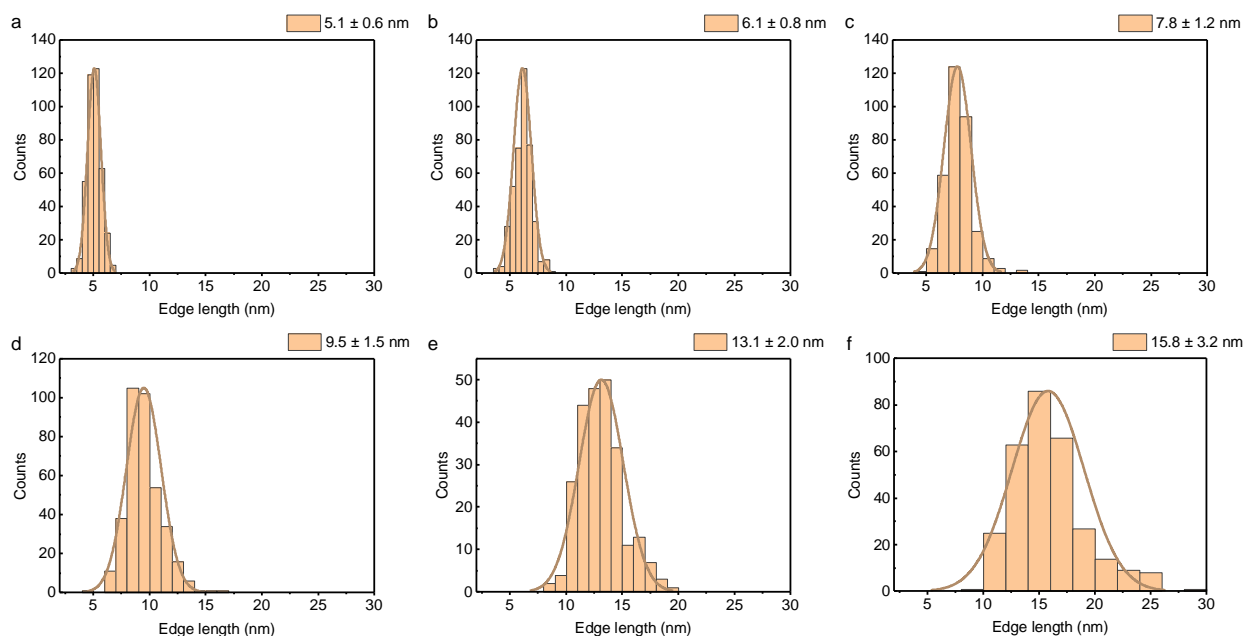 a
5.1 ± 0.6 nm
140
120
100
80
60
40
20
0
Counts
5 10 15 20 25 30
Edge length (nm)
b
6.1 ± 0.8 nm
140
120
100
80
60
40
20
0
Counts
5 10 15 20 25 30
Edge length (nm)
c
7.8 ± 1.2 nm
140
120
100
80
60
40
20
0
Counts
5 10 15 20 25 30
Edge length (nm)
d
9.5 ± 1.5 nm
120
100
80
60
40
20
0
Counts
5 10 15 20 25 30
Edge length (nm)
e
13.1 ± 2.0 nm
50
40
30
20
10
0
Counts
5 10 15 20 25 30
Edge length (nm)
f
15.8 ± 3.2 nm
100
80
60
40
20
0
Counts
5 10 15 20 25 30
Edge length (nm)